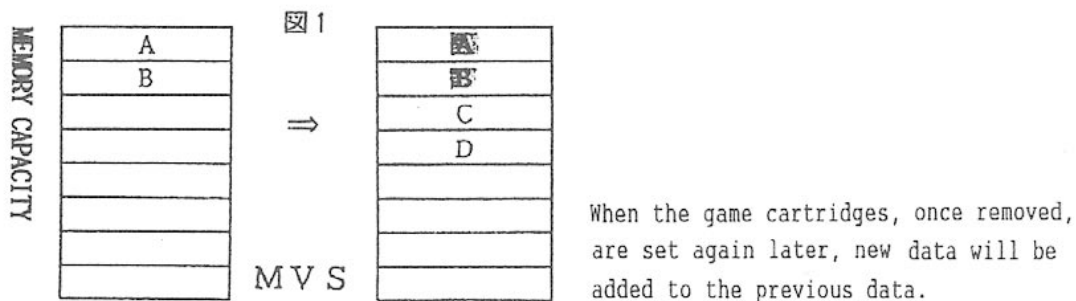 図1
MEMORY CAPACITY
A
B
⇒
A
B
C
D
MVS
When the game cartridges, once removed,
are set again later, new data will be
added to the previous data.